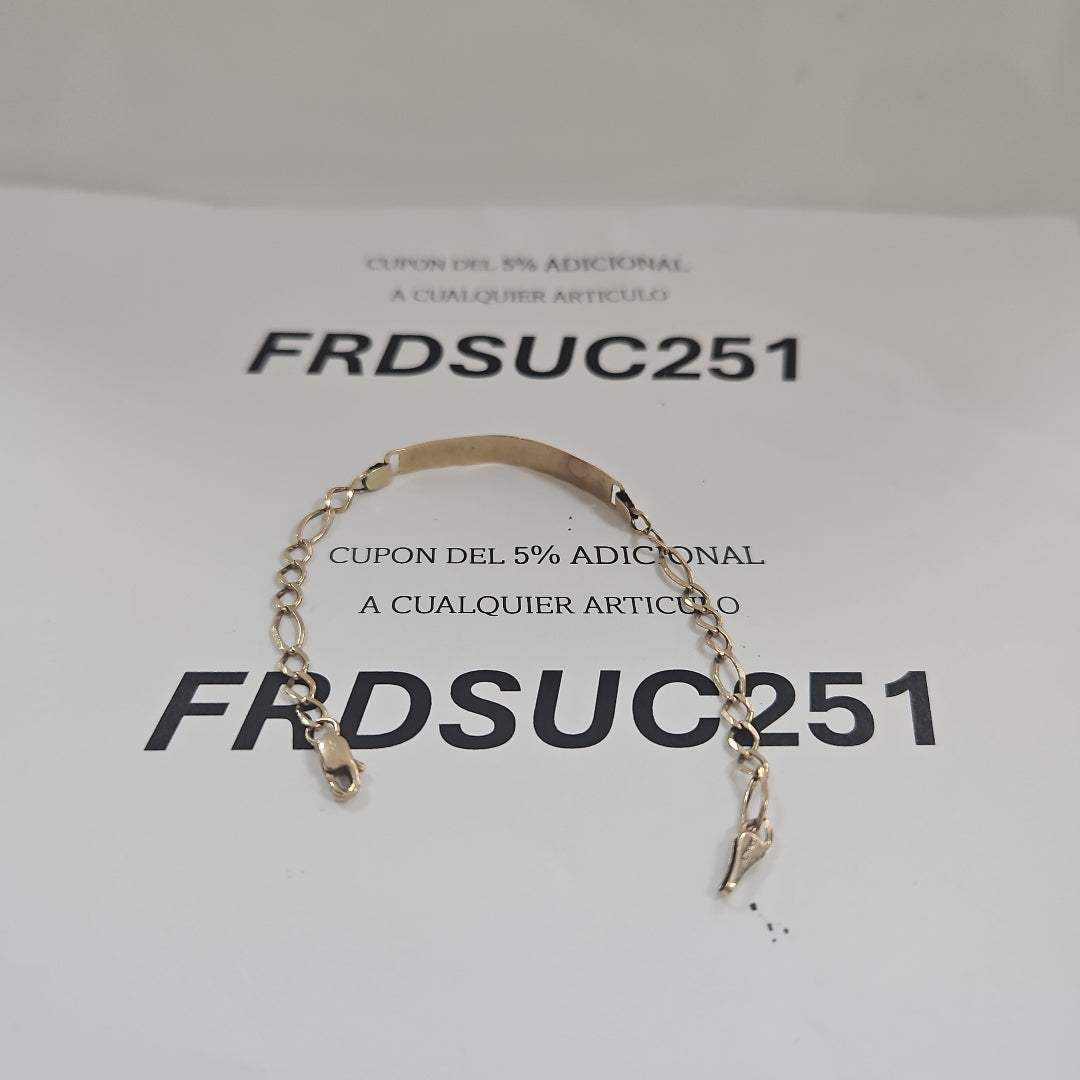 CUPON DEL 5% ADICIONAL
A CUALQUIER ARTICULO
FRDSUC251
CUPON DEL 5% ADICIONAL
A CUALQUIER ARTICULO
FRDSUC251